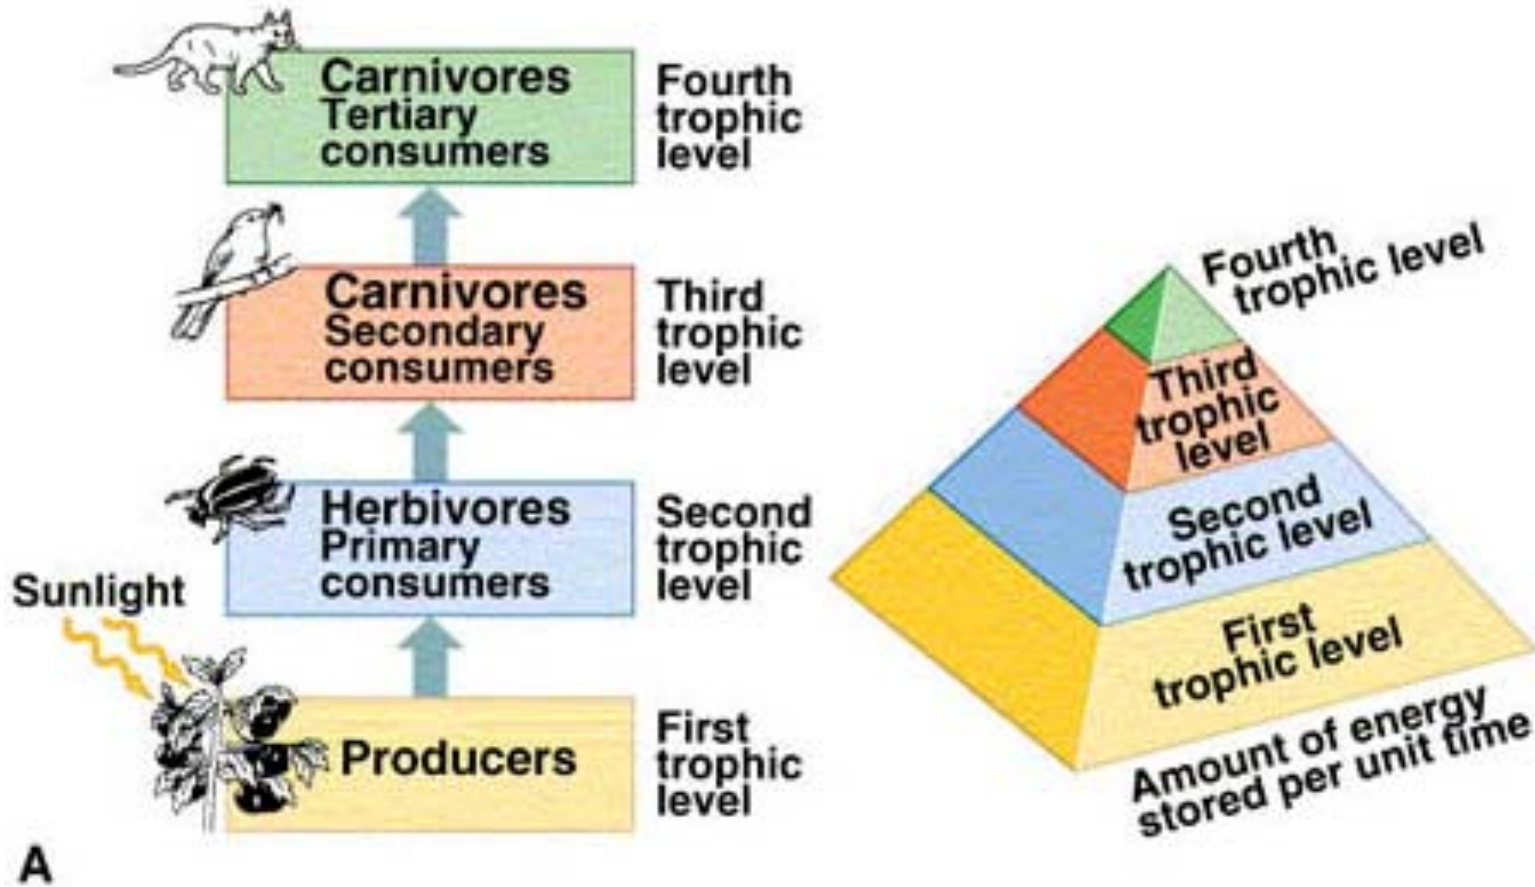 Carnivores
Tertiary
consumers
Fourth
trophic
level
Carnivores
Secondary
consumers
Third
trophic
level
Herbivores
Primary
consumers
Second
trophic
level
Sunlight
Producers
First
trophic
level
A
Fourth
trophic level
Third
trophic
level
Second
trophic level
First
trophic level
Amount of energy
stored per unit time